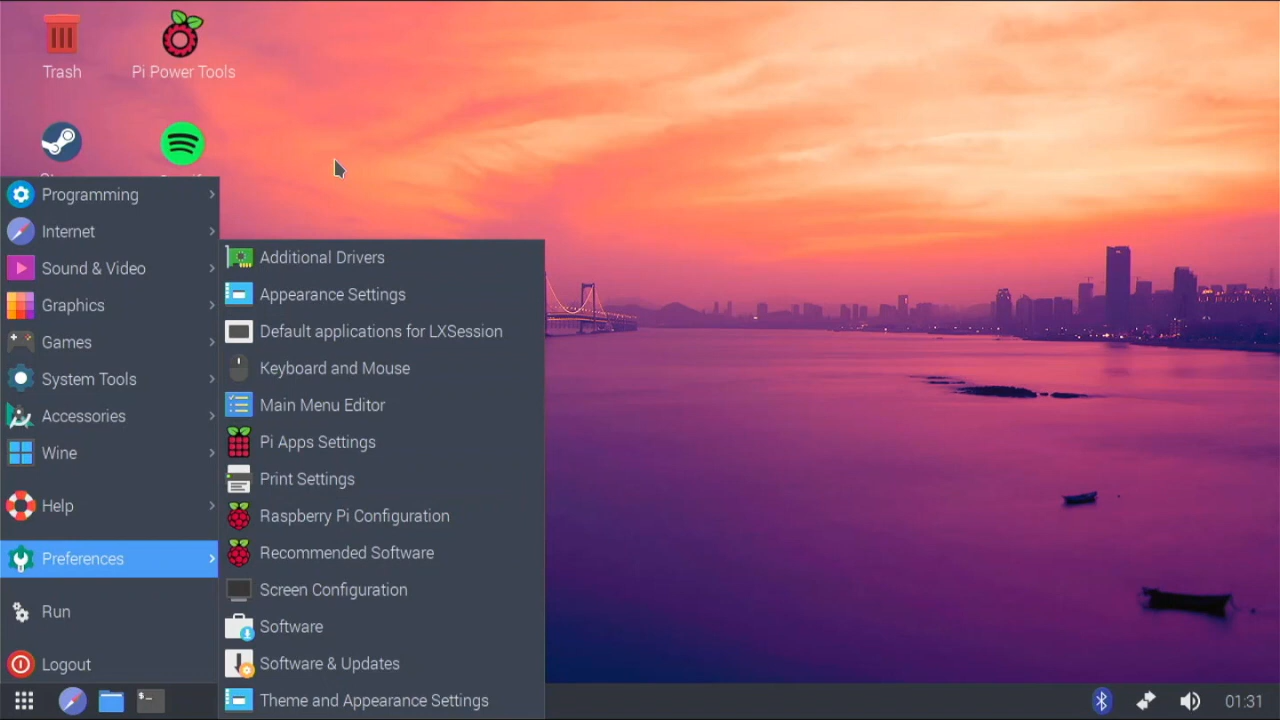 Trash
Pi Power Tools
Programming
Internet
Sound & Video
Graphics
Games
System Tools
Accessories
Wine
Help
Preferences
Run
Logout
Additional Drivers
Appearance Settings
Default applications for LXSession
Keyboard and Mouse
Main Menu Editor
Pi Apps Settings
Print Settings
Raspberry Pi Configuration
Recommended Software
Screen Configuration
Software
Software & Updates
Theme and Appearance Settings
01:31